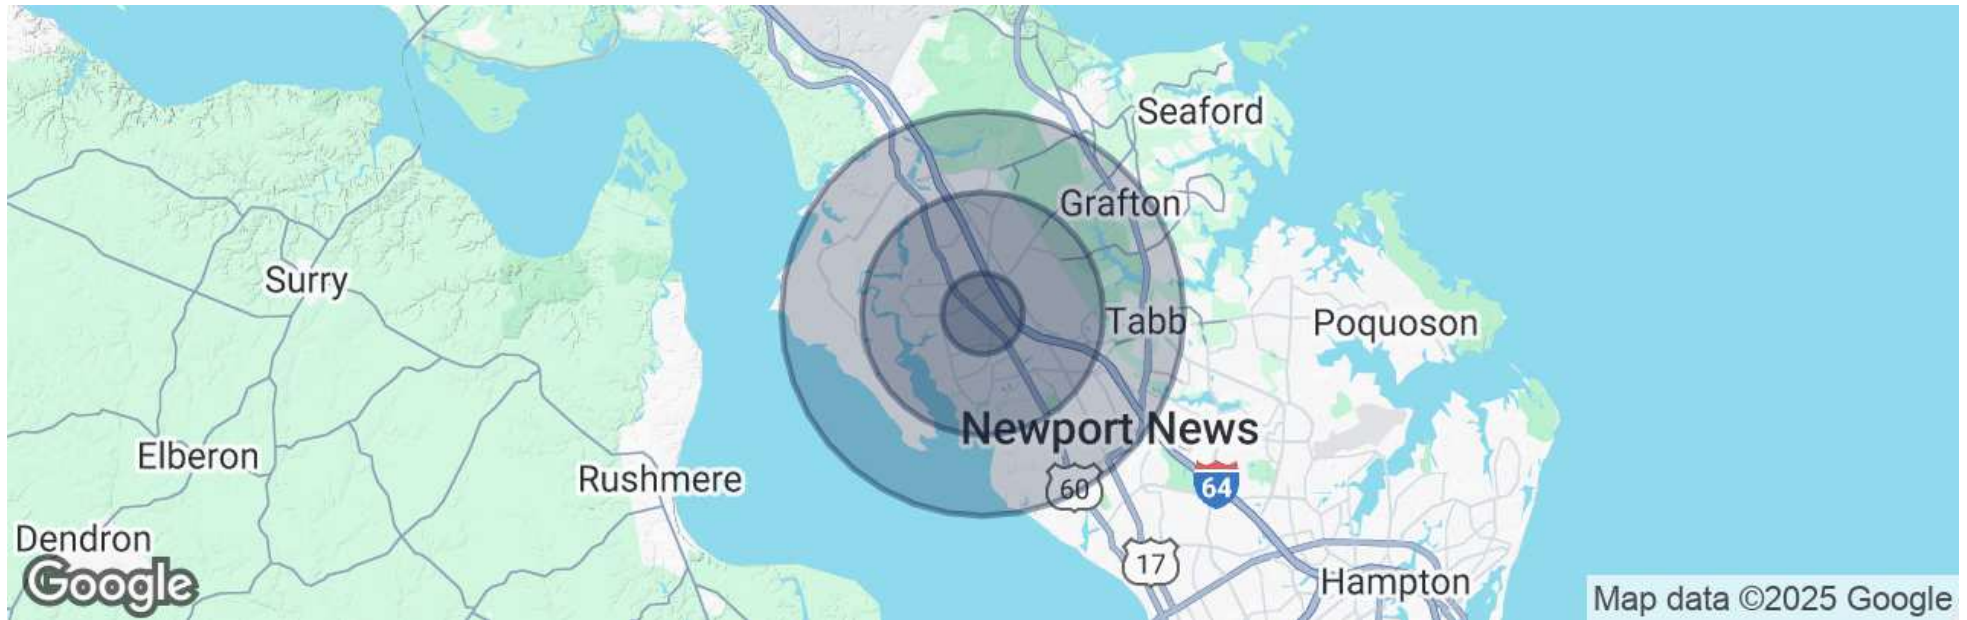 Seaford
Grafton
Surry
Tabb
Poquoson
Newport News
Elberon
Rushmere
60
64
Dendron
17
Google
Hampton
Map data ©2025 Google